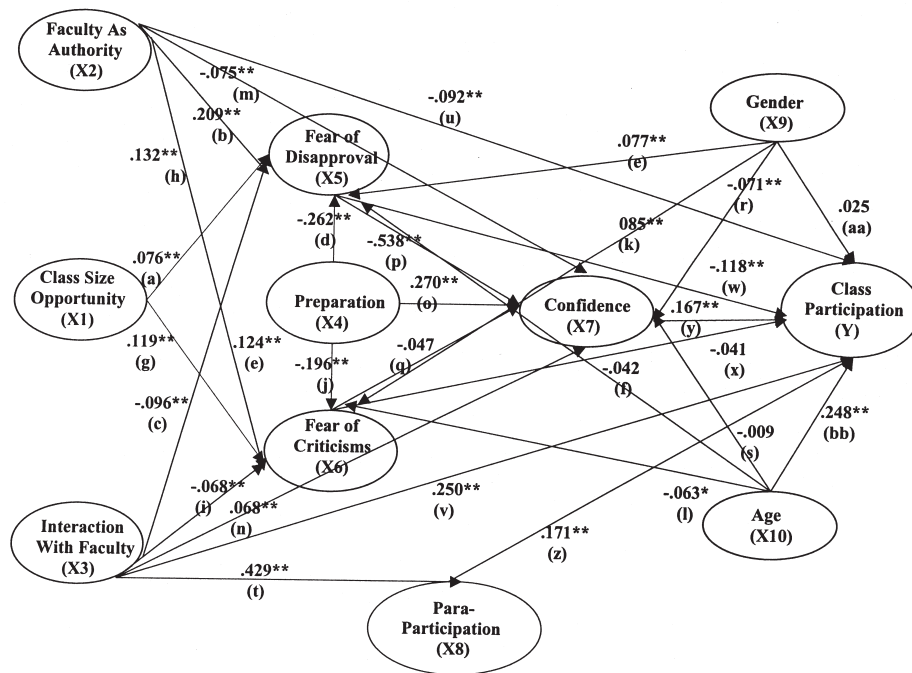 Faculty As
Authority
(X2)
-.075**
(m)
-.092**
(u)
Gender
(X9)
.209**
(b)
Fear of
Disapproval
(X5)
.077**
(e)
.132**
(h)
-.071**
(r)
.025
(aa)
-.262**
(d)
-.538**
(p)
085**
(k)
Class Size
Opportunity
(X1)
.076**
(a)
Preparation
(X4)
.270**
(o)
Confidence
(X7)
-.118**
(w)
Class
Participation
(Y)
.167**
(y)
.119**
(g)
.124**
(e)
-.196**
(j)
-.047
(q)
-.042
(f)
-.041
(x)
-.096**
(c)
Fear of
Criticisms
(X6)
-.009
(s)
.248**
(bb)
Interaction
With Faculty
(X3)
-.068**
(i)
.068**
(n)
.250**
(v)
-.063*
(l)
Age
(X10)
.171**
(z)
.429**
(t)
Para-
Participation
(X8)